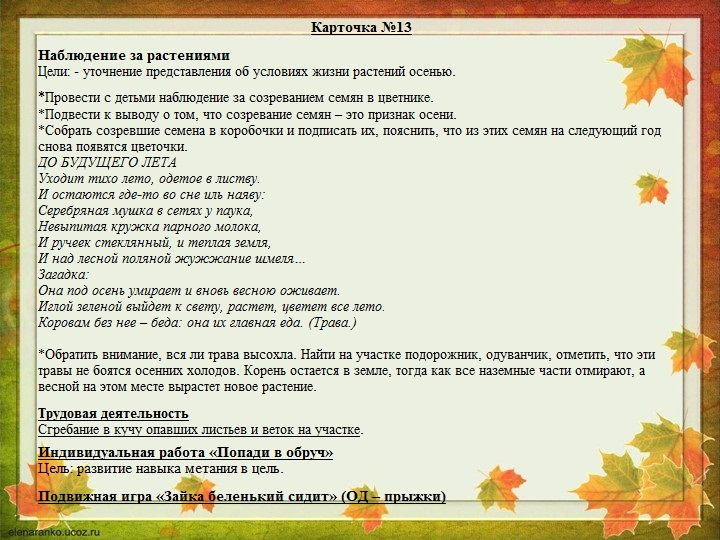 Карточка №13
Наблюдение за растениями
Цели: - уточнение представления об условиях жизни растений осенью.
*Провести с детьми наблюдение за созреванием семян в цветнике.
*Подвести к выводу о том, что созревание семян – это признак осени.
*Собрать созревшие семена в коробочки и подписать их, пояснить, что из этих семян на следующий год
снова появятся цветочки.
ДО БУДУЩЕГО ЛЕТА
Уходит тихо лето, одетое в листву.
И остаются где-то во сне иль наяву:
Серебряная мушка в сетях у паука,
Невыпитая кружка парного молока,
И ручеек стеклянный, и теплая земля,
И над лесной поляной жужжание шмеля…
Загадка:
Она под осень умирает и вновь весною оживает.
Иглой зеленой выйдет к свету, растет, цветет все лето.
Коровам без нее – беда: она их главная еда. (Трава.)
*Обратить внимание, вся ли трава высохла. Найти на участке подорожник, одуванчик, отметить, что эти
травы не боятся осенних холодов. Корень остается в земле, тогда как все наземные части отмирают, а
весной на этом месте вырастет новое растение.
Трудовая деятельность
Сгребание в кучу опавших листьев и веток на участке.
Индивидуальная работа «Попади в обруч»
Цель: развитие навыка метания в цель.
Подвижная игра «Зайка беленький сидит» (ОД – прыжки)
elenaranko.ucoz.ru